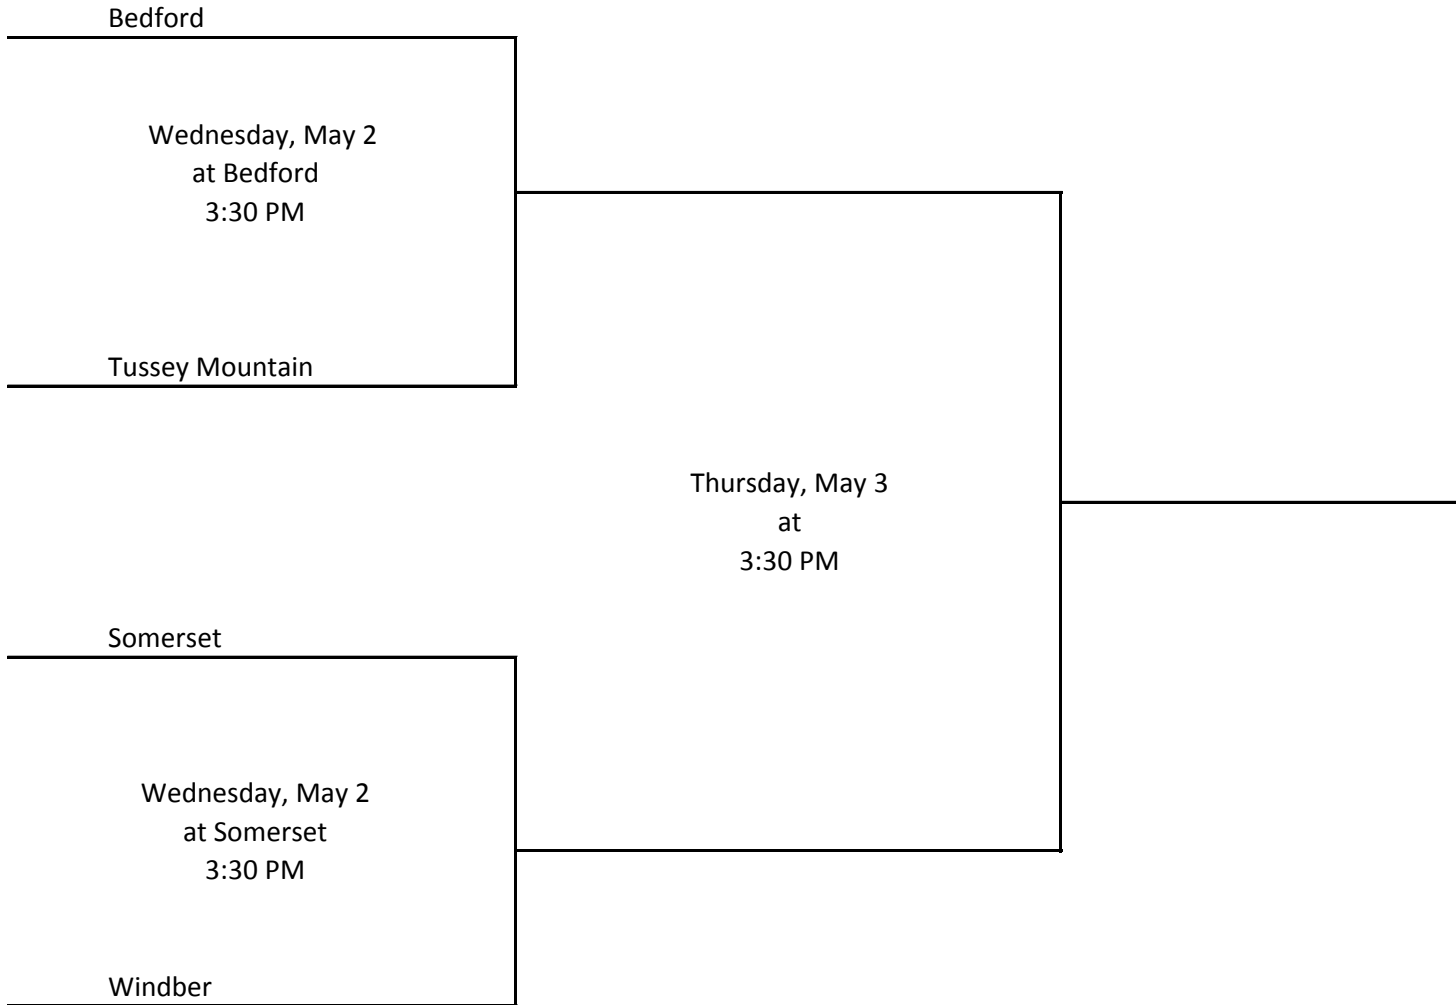 Bedford
Wednesday, May 2
at Bedford
3:30 PM
Tussey Mountain
Thursday, May 3
at
3:30 PM
Somerset
Wednesday, May 2
at Somerset
3:30 PM
Windber